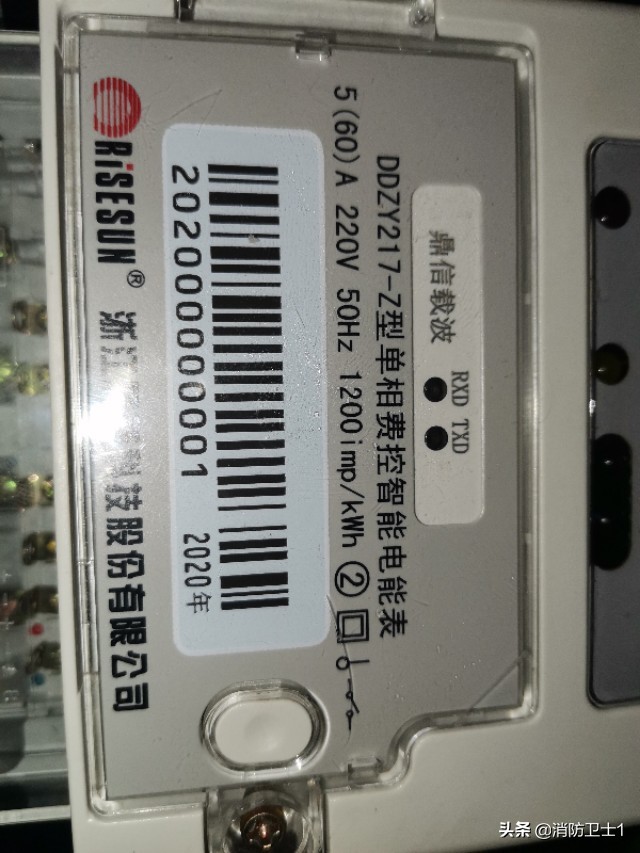 鼎信载波 RXD TXD
DDZY217-Z型单相费控智能电能表
5(60)A 220V 50Hz 1200imp/kWh ②
2020000000001 2020年
RiSESUN® 浙江 科技股份有限公司
头条 @消防卫士1